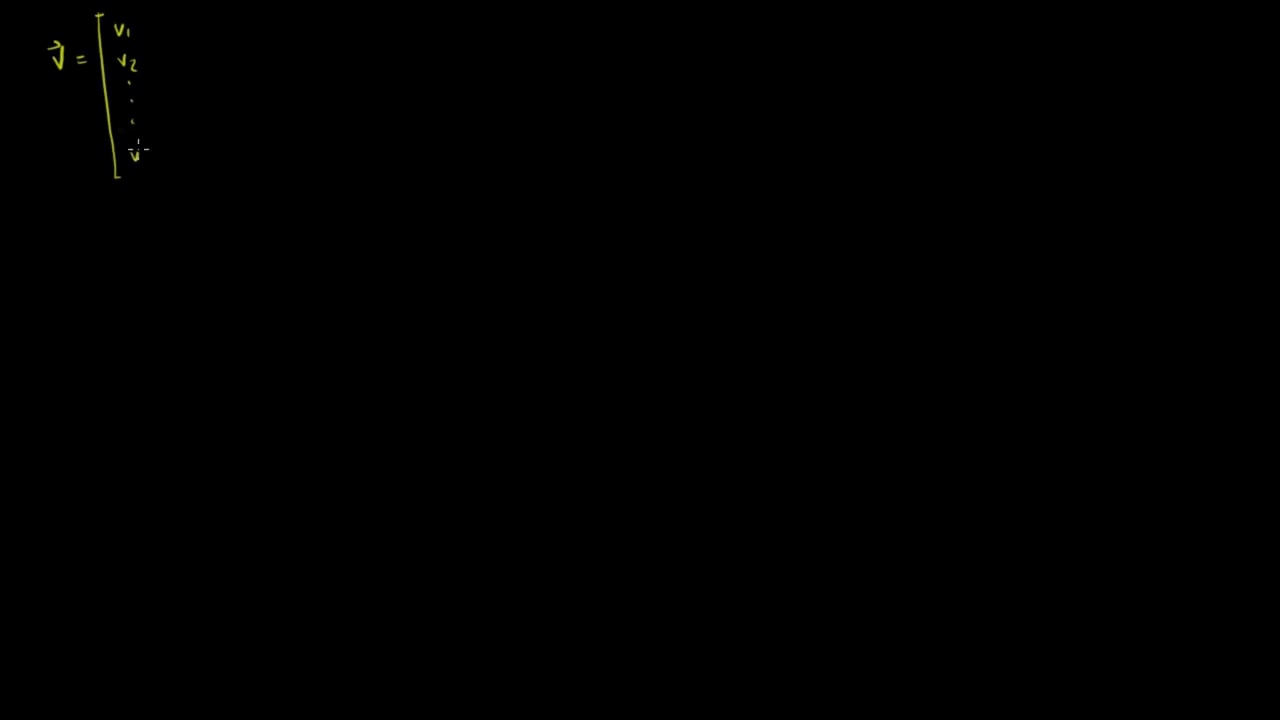 v⃗ = [ v₁
v₂
.
.
.
v